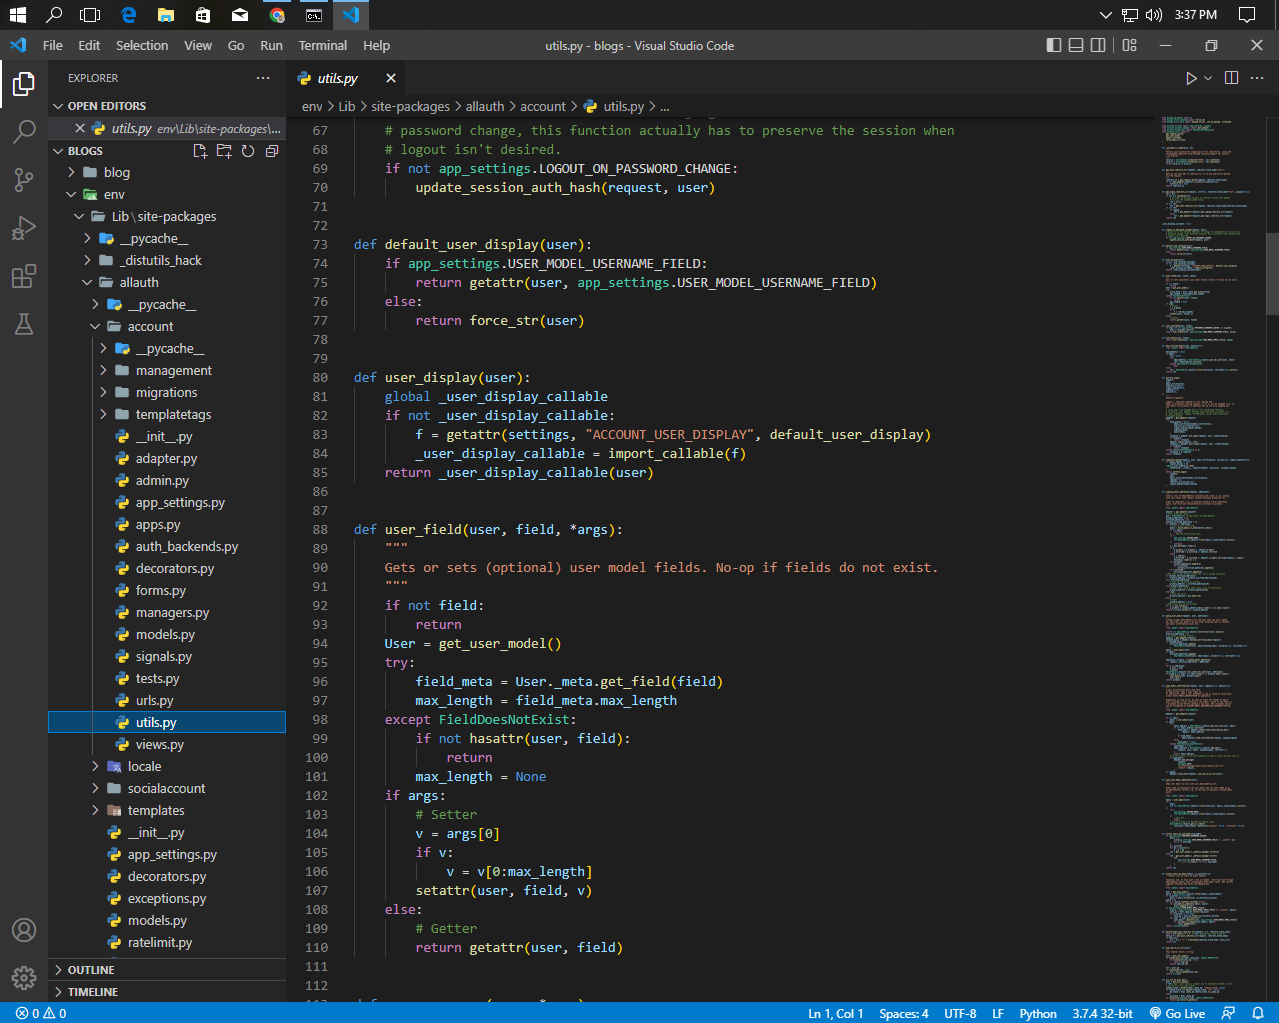 3:37 PM
File Edit Selection View Go Run Terminal Help
utils.py - blogs - Visual Studio Code
EXPLORER
OPEN EDITORS
utils.py env\Lib\site-packages\...
BLOGS
blog
env
Lib\site-packages
__pycache__
_distutils_hack
allauth
__pycache__
account
__pycache__
management
migrations
templatetags
__init__.py
adapter.py
admin.py
app_settings.py
apps.py
auth_backends.py
decorators.py
forms.py
managers.py
models.py
signals.py
tests.py
urls.py
utils.py
views.py
locale
socialaccount
templates
__init__.py
app_settings.py
decorators.py
exceptions.py
models.py
ratelimit.py
OUTLINE
TIMELINE
utils.py
env > Lib > site-packages > allauth > account > utils.py > ...
67 # password change, this function actually has to preserve the session when
68 # logout isn't desired.
69 if not app_settings.LOGOUT_ON_PASSWORD_CHANGE:
70 update_session_auth_hash(request, user)
71
72
73 def default_user_display(user):
74 if app_settings.USER_MODEL_USERNAME_FIELD:
75 return getattr(user, app_settings.USER_MODEL_USERNAME_FIELD)
76 else:
77 return force_str(user)
78
79
80 def user_display(user):
81 global _user_display_callable
82 if not _user_display_callable:
83 f = getattr(settings, "ACCOUNT_USER_DISPLAY", default_user_display)
84 _user_display_callable = import_callable(f)
85 return _user_display_callable(user)
86
87
88 def user_field(user, field, *args):
89 """
90 Gets or sets (optional) user model fields. No-op if fields do not exist.
91 """
92 if not field:
93 return
94 User = get_user_model()
95 try:
96 field_meta = User._meta.get_field(field)
97 max_length = field_meta.max_length
98 except FieldDoesNotExist:
99 if not hasattr(user, field):
100 return
101 max_length = None
102 if args:
103 # Setter
104 v = args[0]
105 if v:
106 v = v[0:max_length]
107 setattr(user, field, v)
108 else:
109 # Getter
110 return getattr(user, field)
111
112
0 0
Ln 1, Col 1 Spaces: 4 UTF-8 LF Python 3.7.4 32-bit Go Live